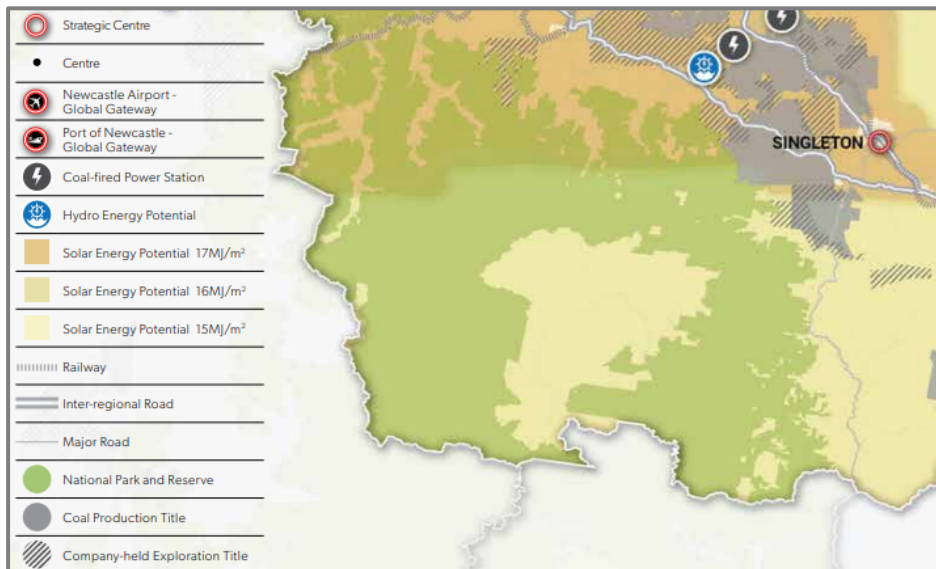 Strategic Centre
Centre
Newcastle Airport -
Global Gateway
Port of Newcastle -
Global Gateway
Coal-fired Power Station
Hydro Energy Potential
Solar Energy Potential 17MJ/m²
Solar Energy Potential 16MJ/m²
Solar Energy Potential 15MJ/m²
Railway
Inter-regional Road
Major Road
National Park and Reserve
Coal Production Title
Company-held Exploration Title
SINGLETON